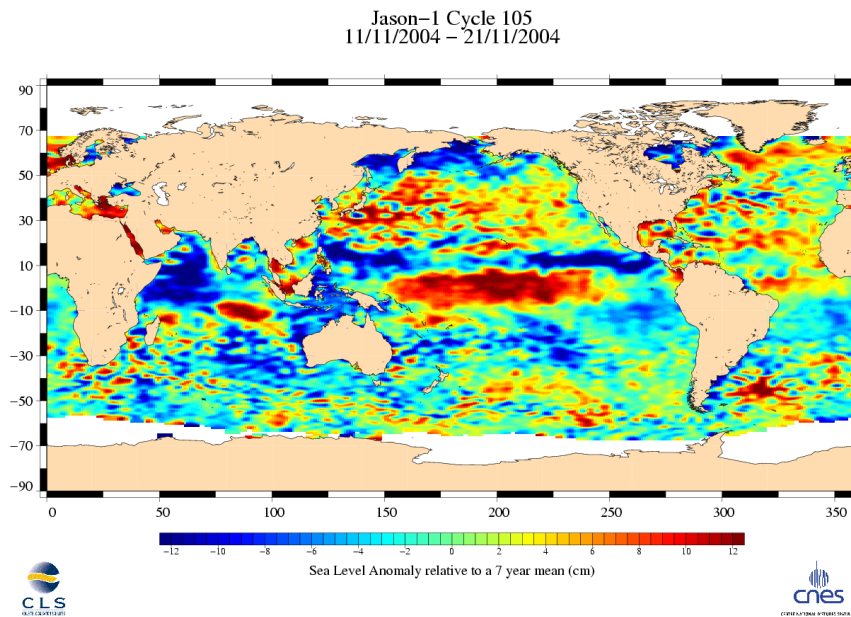 Jason-1 Cycle 105
11/11/2004 - 21/11/2004
90
70
50
30
10
-10
-30
-50
-70
-90
0 50 100 150 200 250 300 350
-12 -10 -8 -6 -4 -2 0 2 4 6 8 10 12
Sea Level Anomaly relative to a 7 year mean (cm)
CLS
cnes